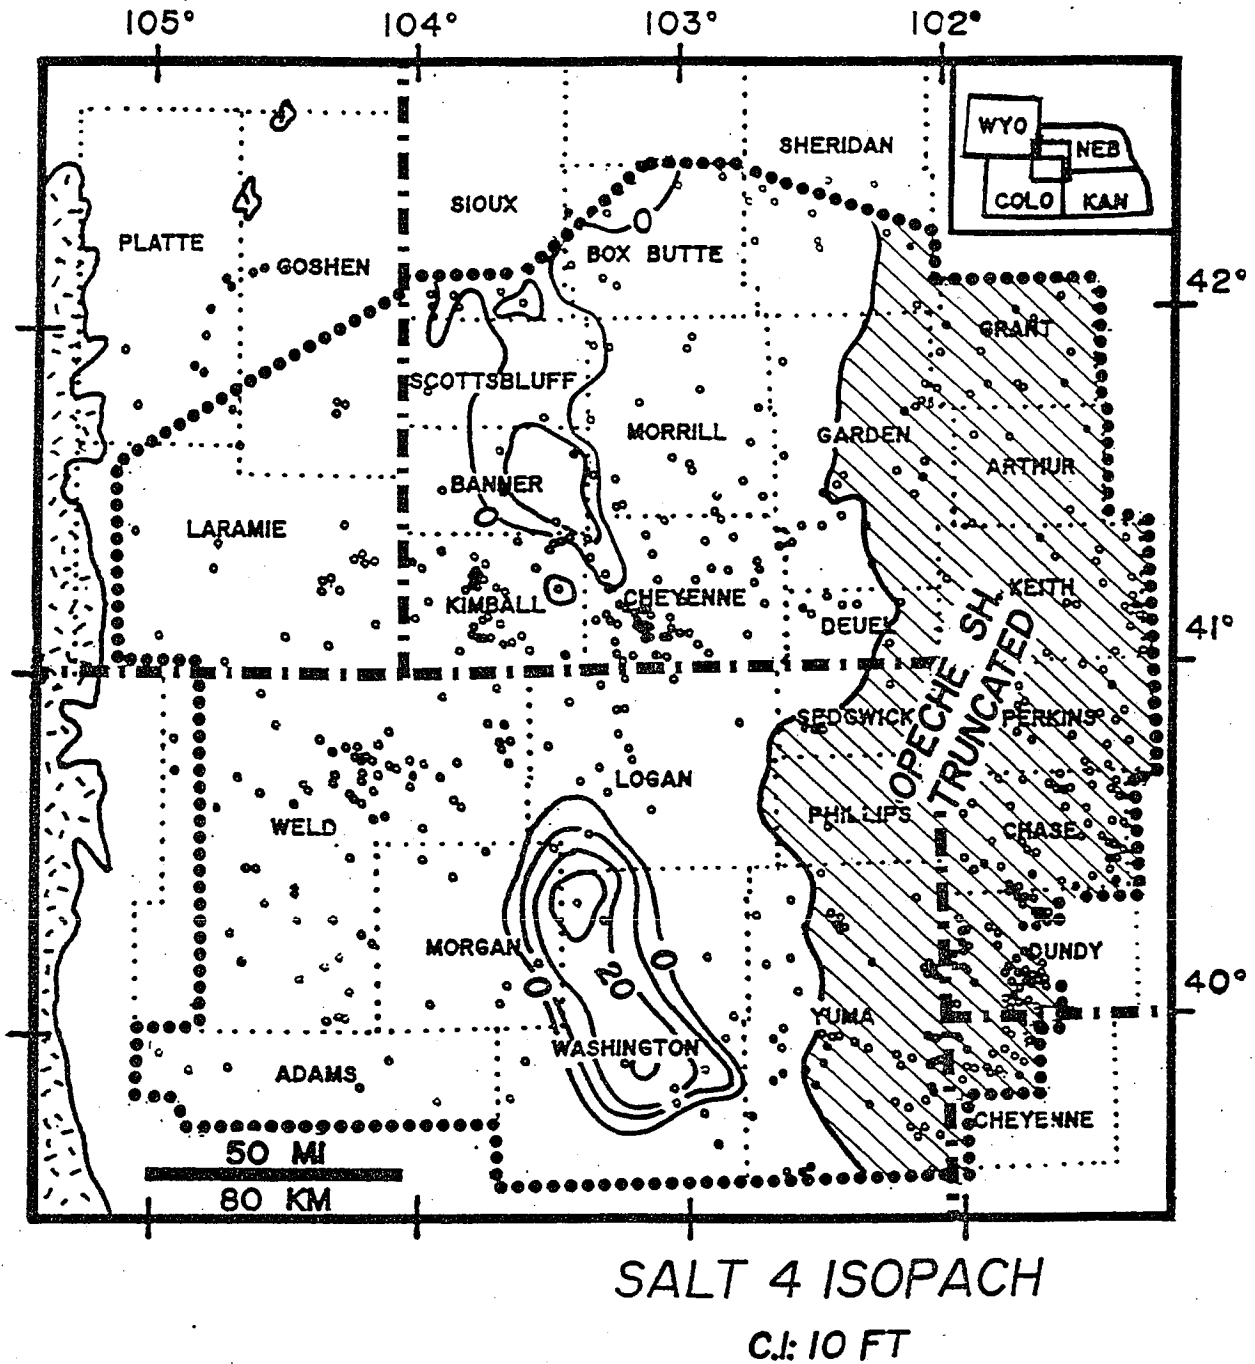 105° 104° 103° 102°
SHERIDAN
WYO
NEB
COLO KAN
SIOUX
PLATTE
GOSHEN
0
BOX BUTTE
42°
GRANT
SCOTTSBLUFF
MORRILL
GARDEN
ARTHUR
BANNER
LARAMIE
0
KIMBALL
CHEYENNE
KEITH
DEUEL
41°
OPECHE SH.
TRUNCATED
SEDGWICK
PERKINS
LOGAN
WELD
PHILLIPS
CHASE
MORGAN
0
20
0
DUNDY
40°
YUMA
WASHINGTON
ADAMS
CHEYENNE
50 MI
80 KM
SALT 4 ISOPACH
C.I: 10 FT